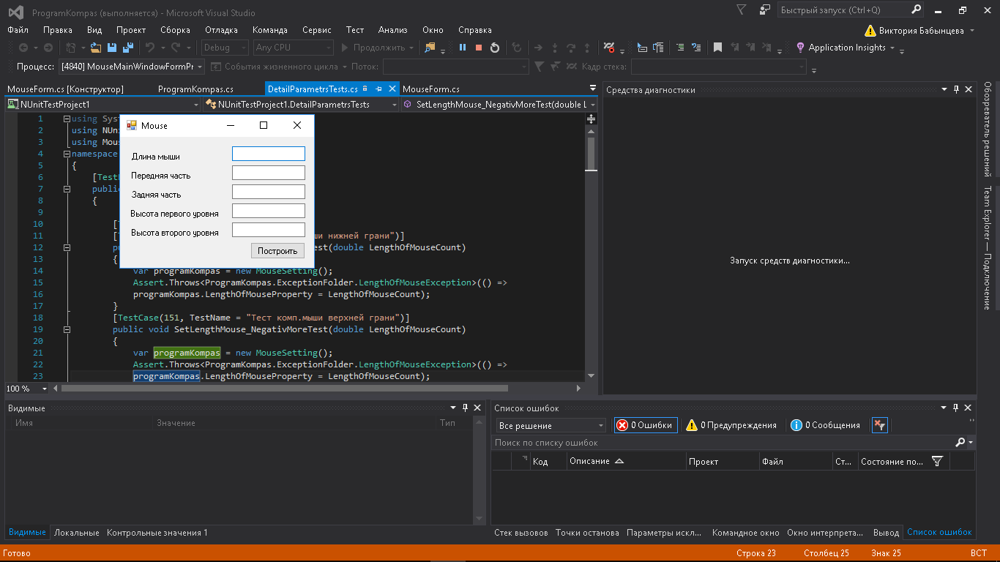 ProgramKompas (выполняется) - Microsoft Visual Studio
Быстрый запуск (Ctrl+Q)
Файл Правка Вид Проект Сборка Отладка Команда Сервис Тест Анализ Окно Справка
Виктория Бабынцева
Debug Any CPU Продолжить Application Insights
Процесс: [4840] MouseMainWindowFormPr События жизненного цикла Поток: Кадр стека:
MouseForm.cs [Конструктор] ProgramKompas.cs DetailParametrsTests.cs MouseForm.cs
NUnitTestProject1 NUnitTestProject1.DetailParametrsTests SetLengthMouse_NegativMoreTest(double L
1 using Sys
2 using NUni
3 using Mous
4 namespace
5 {
6 [Test
7 public
8 {
9
10 [T
11 [T ши нижней грани")]
12 pu est(double LengthOfMouseCount)
13 {
14 var programKompas = new MouseSetting();
15 Assert.Throws<ProgramKompas.ExceptionFolder.LengthOfMouseException>(() =>
16 programKompas.LengthOfMouseProperty = LengthOfMouseCount);
17 }
18 [TestCase(151, TestName = "Тест комп.мыши верхней грани")]
19 public void SetLengthMouse_NegativMoreTest(double LengthOfMouseCount)
20 {
21 var programKompas = new MouseSetting();
22 Assert.Throws<ProgramKompas.ExceptionFolder.LengthOfMouseException>(() =>
23 programKompas.LengthOfMouseProperty = LengthOfMouseCount);
100 %
Mouse
Длина мыши
Передняя часть
Задняя часть
Высота первого уровня
Высота второго уровня
Построить
Средства диагностики
Запуск средств диагностики...
Обозреватель решений
Team Explorer — Подключение
Видимые
Имя Значение Тип
Видимые Локальные Контрольные значения 1
Список ошибок
Все решение 0 Ошибки 0 Предупреждения 0 Сообщения
Поиск по списку ошибок
Код Описание Проект Файл Ст... Состояние по...
Стек вызовов Точки останова Параметры искл... Командное окно Окно интерпрета... Вывод Список ошибок
Готово Строка 23 Столбец 25 Знак 25 ВСТ